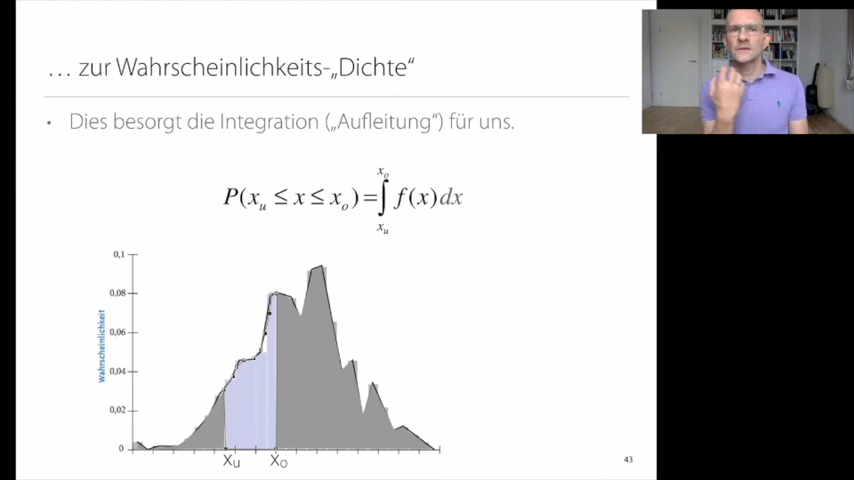 ... zur Wahrscheinlichkeits-„Dichte“
• Dies besorgt die Integration („Aufleitung“) für uns.
xₒ
P(xᵤ ≤ x ≤ xₒ)=∫ f(x)dx
xᵤ
0,1
0,08
0,06
0,04
0,02
0
Wahrscheinlichkeit
Xᵤ Xₒ
43